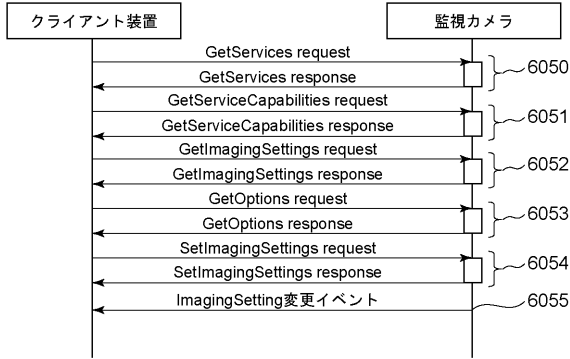 クライアント装置
監視カメラ
GetServices request
6050
GetServices response
GetServiceCapabilities request
6051
GetServiceCapabilities response
GetImagingSettings request
6052
GetImagingSettings response
GetOptions request
6053
GetOptions response
SetImagingSettings request
6054
SetImagingSettings response
ImagingSetting変更イベント
6055